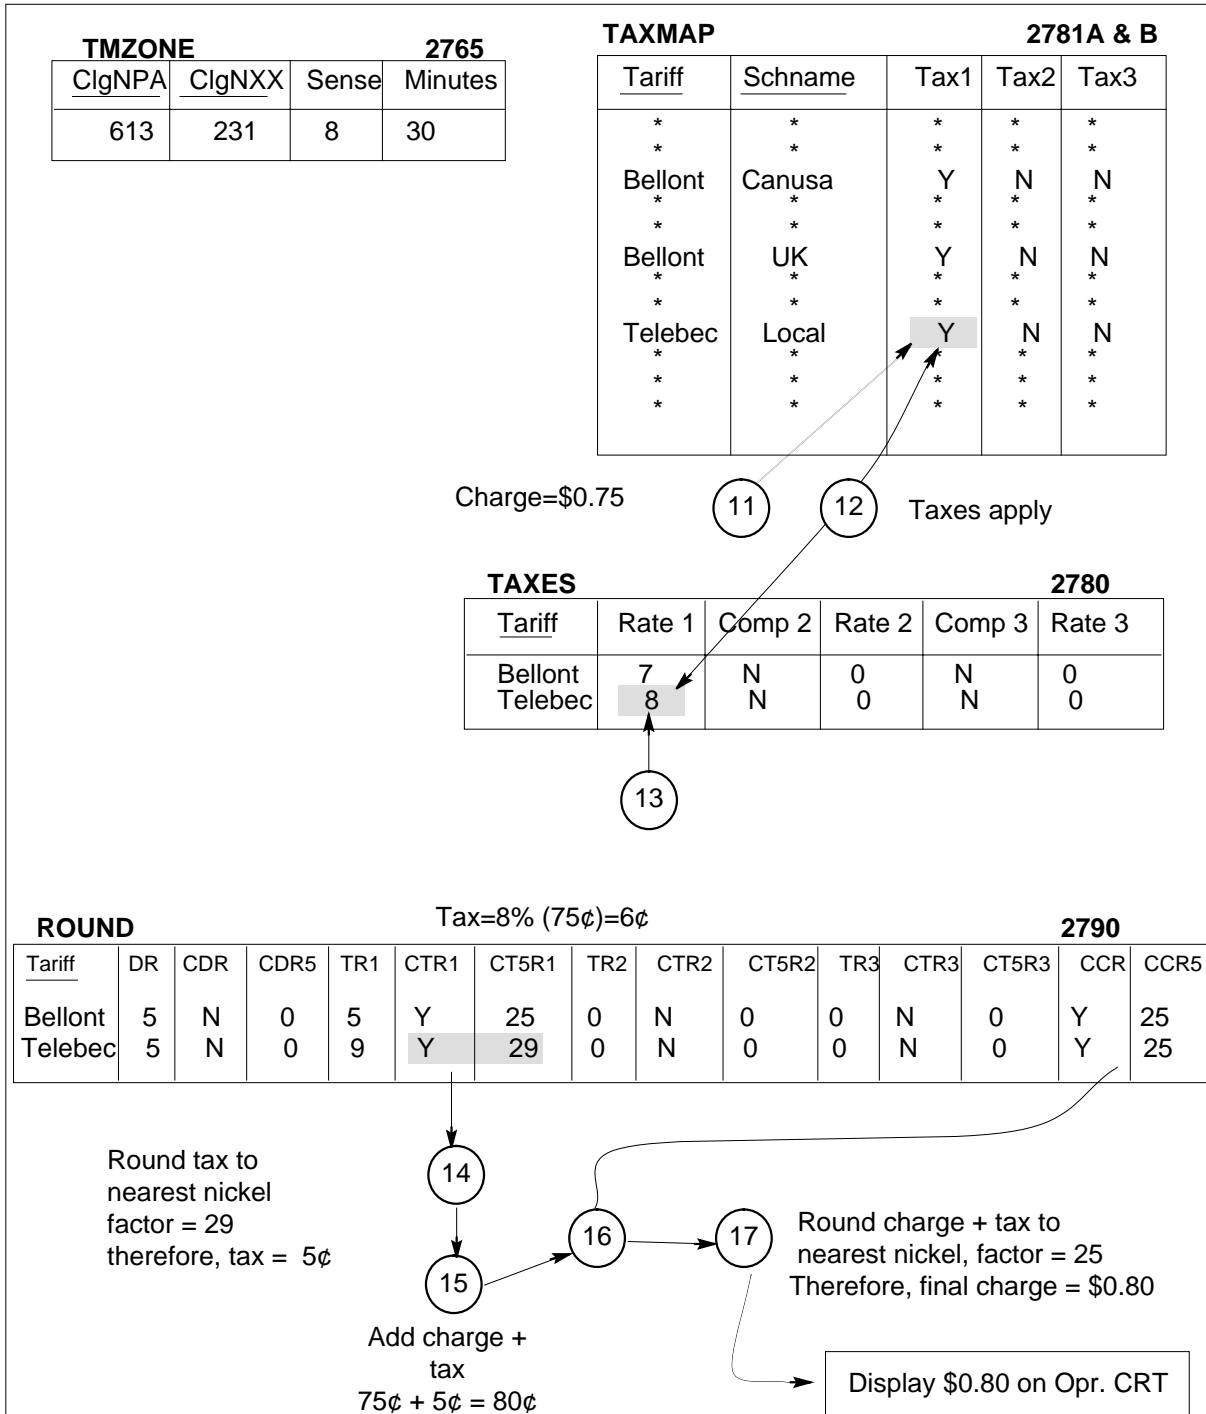 TMZONE 2765
ClgNPA ClgNXX Sense Minutes
613 231 8 30
TAXMAP 2781A & B
Tariff Schname Tax1 Tax2 Tax3
* * * * *
* * * * *
Bellont Canusa Y N N
* * * * *
* * * * *
Bellont UK Y N N
* * * * *
* * * * *
Telebec Local Y N N
* * * * *
* * * * *
* * * * *
Charge=$0.75
11
12
Taxes apply
TAXES 2780
Tariff Rate 1 Comp 2 Rate 2 Comp 3 Rate 3
Bellont 7 N 0 N 0
Telebec 8 N 0 N 0
13
Tax=8% (75¢)=6¢
ROUND 2790
Tariff DR CDR CDR5 TR1 CTR1 CT5R1 TR2 CTR2 CT5R2 TR3 CTR3 CT5R3 CCR CCR5
Bellont 5 N 0 5 Y 25 0 N 0 0 N 0 Y 25
Telebec 5 N 0 9 Y 29 0 N 0 0 N 0 Y 25
Round tax to
nearest nickel
factor = 29
therefore, tax = 5¢
14
15
Add charge +
tax
75¢ + 5¢ = 80¢
16
17
Round charge + tax to
nearest nickel, factor = 25
Therefore, final charge = $0.80
Display $0.80 on Opr. CRT